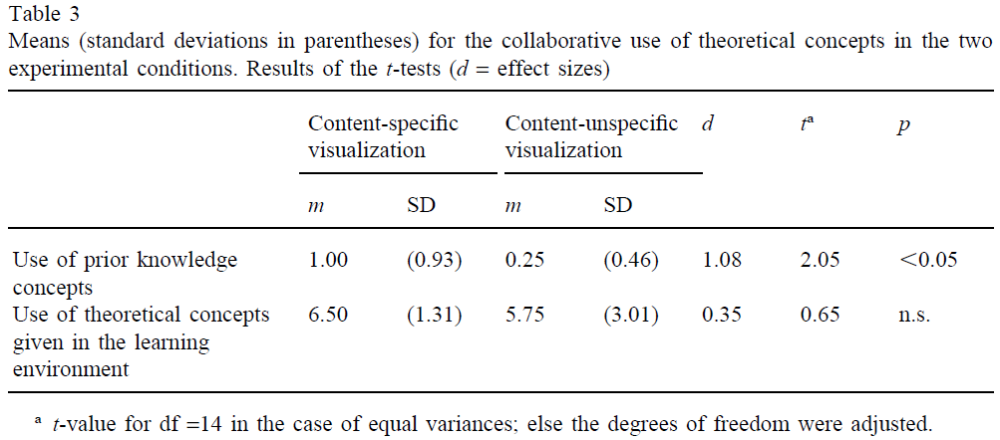 Table 3
Means (standard deviations in parentheses) for the collaborative use of theoretical concepts in the two
experimental conditions. Results of the t-tests (d = effect sizes)
Content-specific Content-unspecific d tᵃ p
visualization visualization
m SD m SD
Use of prior knowledge 1.00 (0.93) 0.25 (0.46) 1.08 2.05 <0.05
concepts
Use of theoretical concepts 6.50 (1.31) 5.75 (3.01) 0.35 0.65 n.s.
given in the learning
environment
ᵃ t-value for df =14 in the case of equal variances; else the degrees of freedom were adjusted.